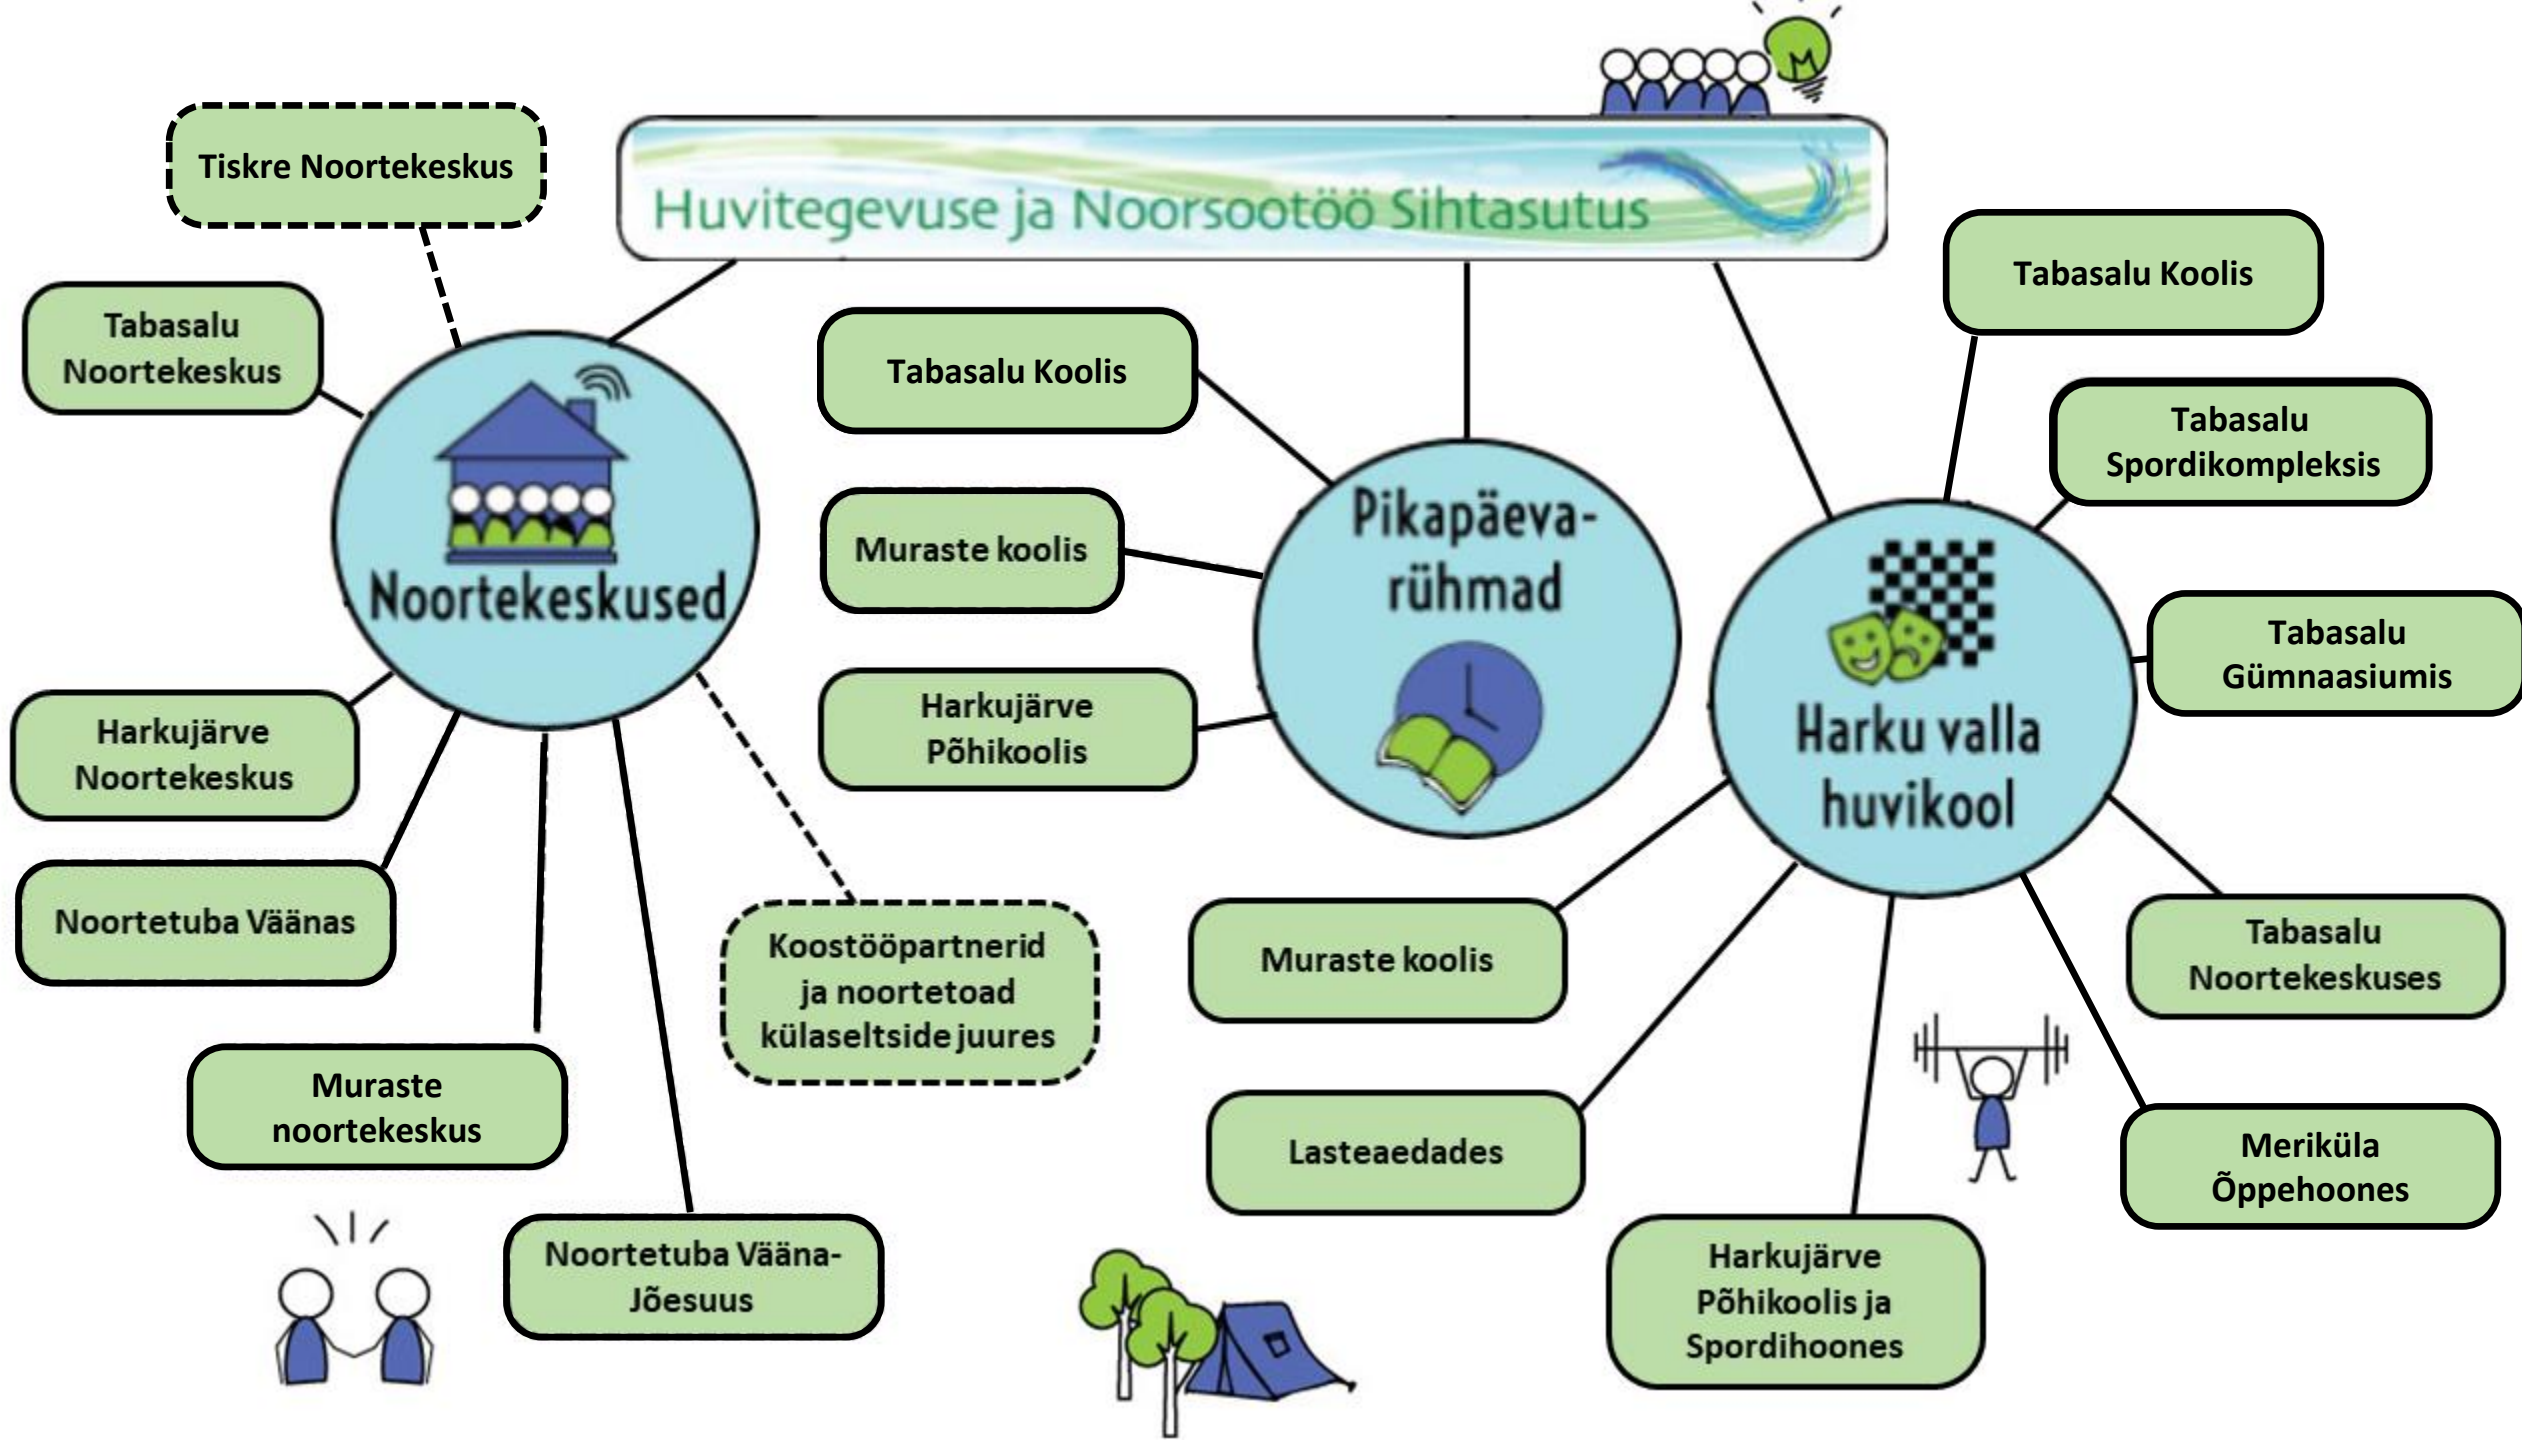 Huvitegevuse ja Noorsootöö Sihtasutus
Tiskre Noortekeskus
Tabasalu
Noortekeskus
Noortekeskused
Harkujärve
Noortekeskus
Noortetuba Väänas
Muraste
noortekeskus
Noortetuba Vääna-
Jõesuus
Koostööpartnerid
ja noortetoad
külaseltside juures
Tabasalu Koolis
Muraste koolis
Harkujärve
Põhikoolis
Pikapäeva-
rühmad
Tabasalu Koolis
Tabasalu
Spordikompleksis
Tabasalu
Gümnaasiumis
Harku valla
huvikool
Muraste koolis
Lasteaedades
Harkujärve
Põhikoolis ja
Spordihoones
Tabasalu
Noortekeskuses
Meriküla
Õppehoones